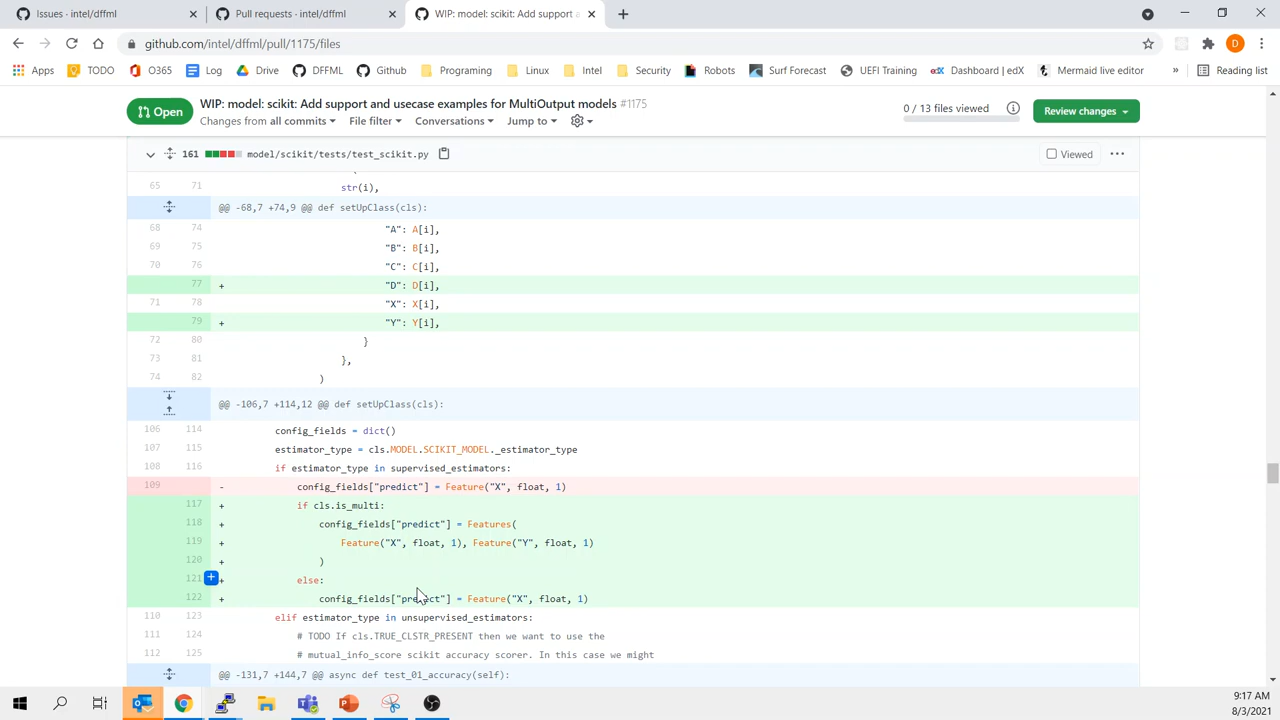 Issues · intel/dffml
Pull requests · intel/dffml
WIP: model: scikit: Add support a
github.com/intel/dffml/pull/1175/files
Apps TODO O365 Log Drive DFFML Github Programing Linux Intel Security Robots Surf Forecast UEFI Training Dashboard | edX Mermaid live editor » Reading list
Open
WIP: model: scikit: Add support and usecase examples for MultiOutput models #1175
Changes from all commits File filter Conversations Jump to
0 / 13 files viewed
Review changes
161 model/scikit/tests/test_scikit.py
Viewed
65 71 str(i),
@@ -68,7 +74,9 @@ def setUpClass(cls):
68 74 "A": A[i],
69 75 "B": B[i],
70 76 "C": C[i],
77 + "D": D[i],
71 78 "X": X[i],
79 + "Y": Y[i],
72 80 }
73 81 },
74 82 )
@@ -106,7 +114,12 @@ def setUpClass(cls):
106 114 config_fields = dict()
107 115 estimator_type = cls.MODEL.SCIKIT_MODEL._estimator_type
108 116 if estimator_type in supervised_estimators:
109 - config_fields["predict"] = Feature("X", float, 1)
117 + if cls.is_multi:
118 + config_fields["predict"] = Features(
119 + Feature("X", float, 1), Feature("Y", float, 1)
120 + )
121 + else:
122 + config_fields["predict"] = Feature("X", float, 1)
110 123 elif estimator_type in unsupervised_estimators:
111 124 # TODO If cls.TRUE_CLSTR_PRESENT then we want to use the
112 125 # mutual_info_score scikit accuracy scorer. In this case we might
@@ -131,7 +144,7 @@ async def test_01_accuracy(self):
9:17 AM
8/3/2021